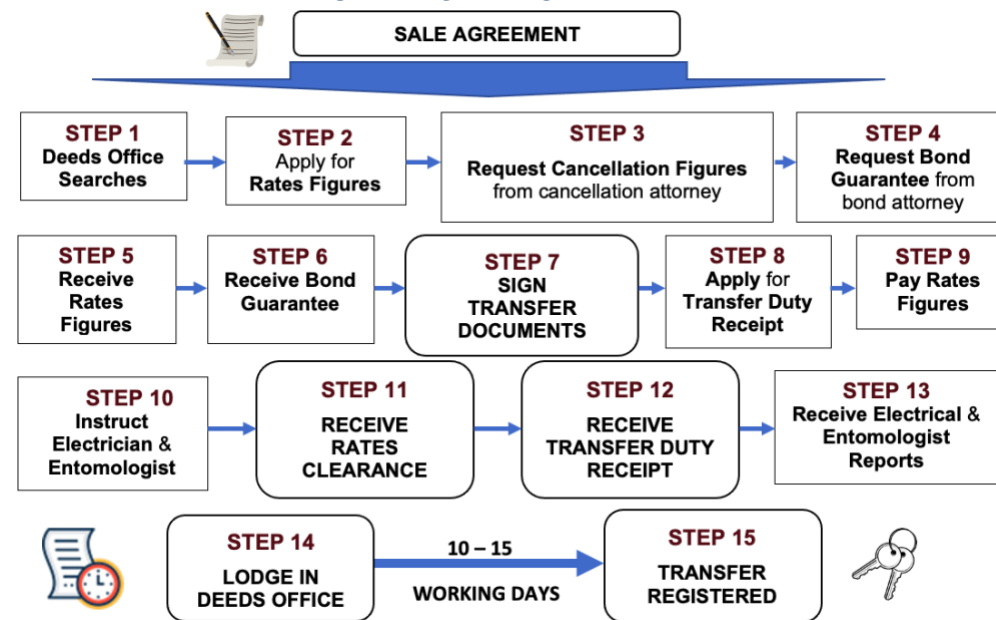 SALE AGREEMENT
STEP 1
Deeds Office
Searches
STEP 2
Apply for
Rates Figures
STEP 3
Request Cancellation Figures
from cancellation attorney
STEP 4
Request Bond
Guarantee from
bond attorney
STEP 5
Receive
Rates
Figures
STEP 6
Receive Bond
Guarantee
STEP 7
SIGN
TRANSFER
DOCUMENTS
STEP 8
Apply for
Transfer Duty
Receipt
STEP 9
Pay Rates
Figures
STEP 10
Instruct
Electrician &
Entomologist
STEP 11
RECEIVE
RATES
CLEARANCE
STEP 12
RECEIVE
TRANSFER DUTY
RECEIPT
STEP 13
Receive Electrical &
Entomologist
Reports
STEP 14
LODGE IN
DEEDS OFFICE
10 – 15
WORKING DAYS
STEP 15
TRANSFER
REGISTERED